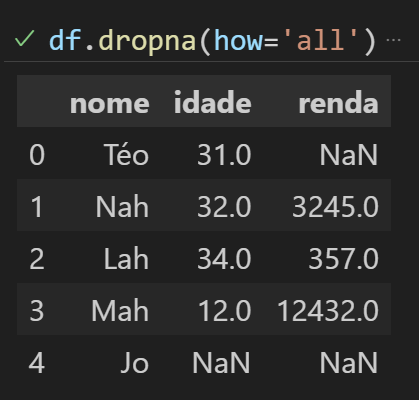 df.dropna(how='all') ...
nome idade renda
0 Téo 31.0 NaN
1 Nah 32.0 3245.0
2 Lah 34.0 357.0
3 Mah 12.0 12432.0
4 Jo NaN NaN